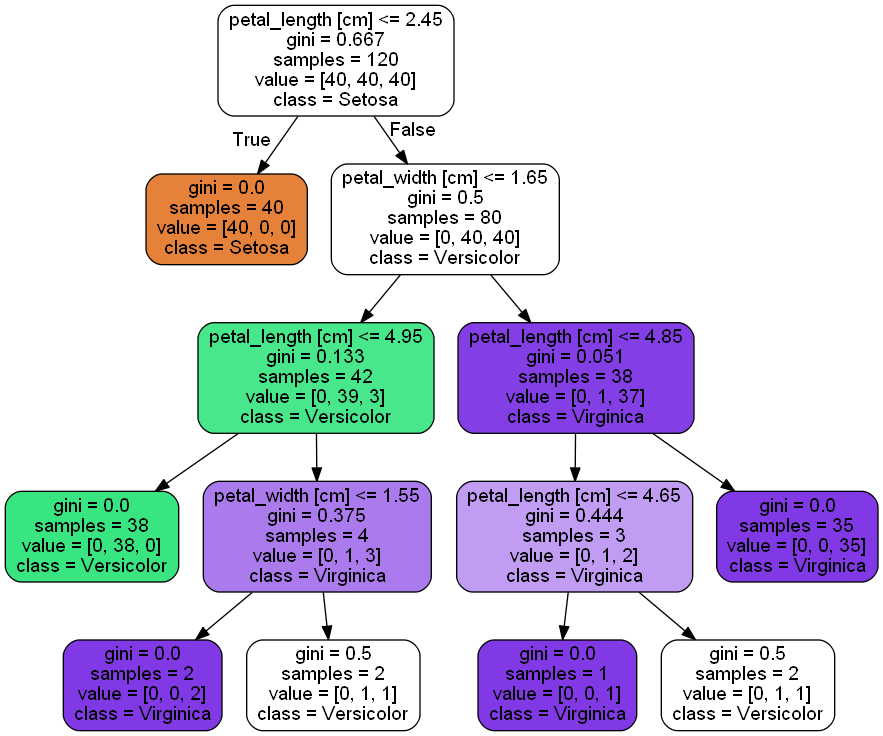 petal_length [cm] <= 2.45
gini = 0.667
samples = 120
value = [40, 40, 40]
class = Setosa
True
False
gini = 0.0
samples = 40
value = [40, 0, 0]
class = Setosa
petal_width [cm] <= 1.65
gini = 0.5
samples = 80
value = [0, 40, 40]
class = Versicolor
petal_length [cm] <= 4.95
gini = 0.133
samples = 42
value = [0, 39, 3]
class = Versicolor
petal_length [cm] <= 4.85
gini = 0.051
samples = 38
value = [0, 1, 37]
class = Virginica
gini = 0.0
samples = 38
value = [0, 38, 0]
class = Versicolor
petal_width [cm] <= 1.55
gini = 0.375
samples = 4
value = [0, 1, 3]
class = Virginica
petal_length [cm] <= 4.65
gini = 0.444
samples = 3
value = [0, 1, 2]
class = Virginica
gini = 0.0
samples = 35
value = [0, 0, 35]
class = Virginica
gini = 0.0
samples = 2
value = [0, 0, 2]
class = Virginica
gini = 0.5
samples = 2
value = [0, 1, 1]
class = Versicolor
gini = 0.0
samples = 1
value = [0, 0, 1]
class = Virginica
gini = 0.5
samples = 2
value = [0, 1, 1]
class = Versicolor